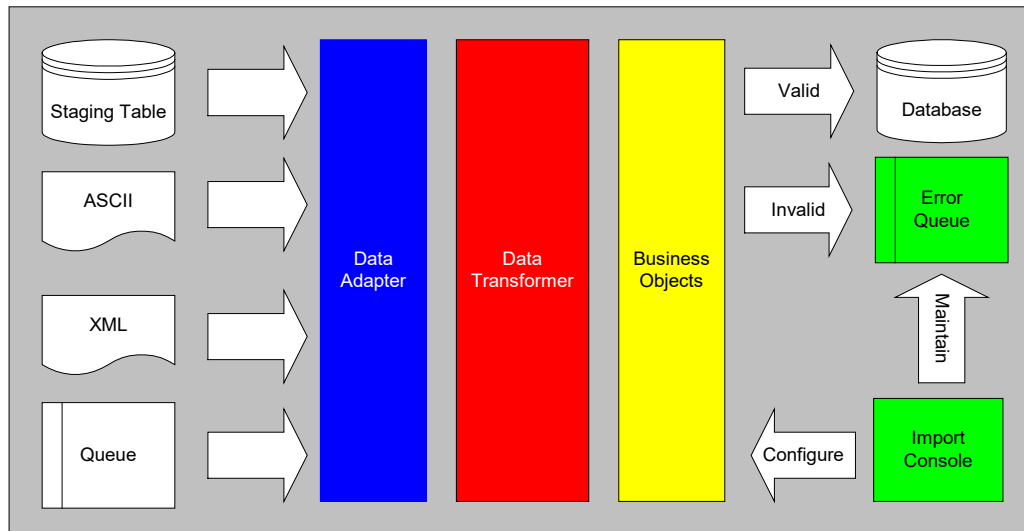 Staging Table
ASCII
XML
Queue
Data
Adapter
Data
Transformer
Business
Objects
Valid
Invalid
Configure
Database
Error
Queue
Maintain
Import
Console